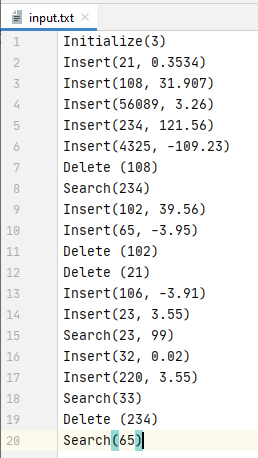 input.txt
1 Initialize(3)
2 Insert(21, 0.3534)
3 Insert(108, 31.907)
4 Insert(56089, 3.26)
5 Insert(234, 121.56)
6 Insert(4325, -109.23)
7 Delete (108)
8 Search(234)
9 Insert(102, 39.56)
10 Insert(65, -3.95)
11 Delete (102)
12 Delete (21)
13 Insert(106, -3.91)
14 Insert(23, 3.55)
15 Search(23, 99)
16 Insert(32, 0.02)
17 Insert(220, 3.55)
18 Search(33)
19 Delete (234)
20 Search(65)